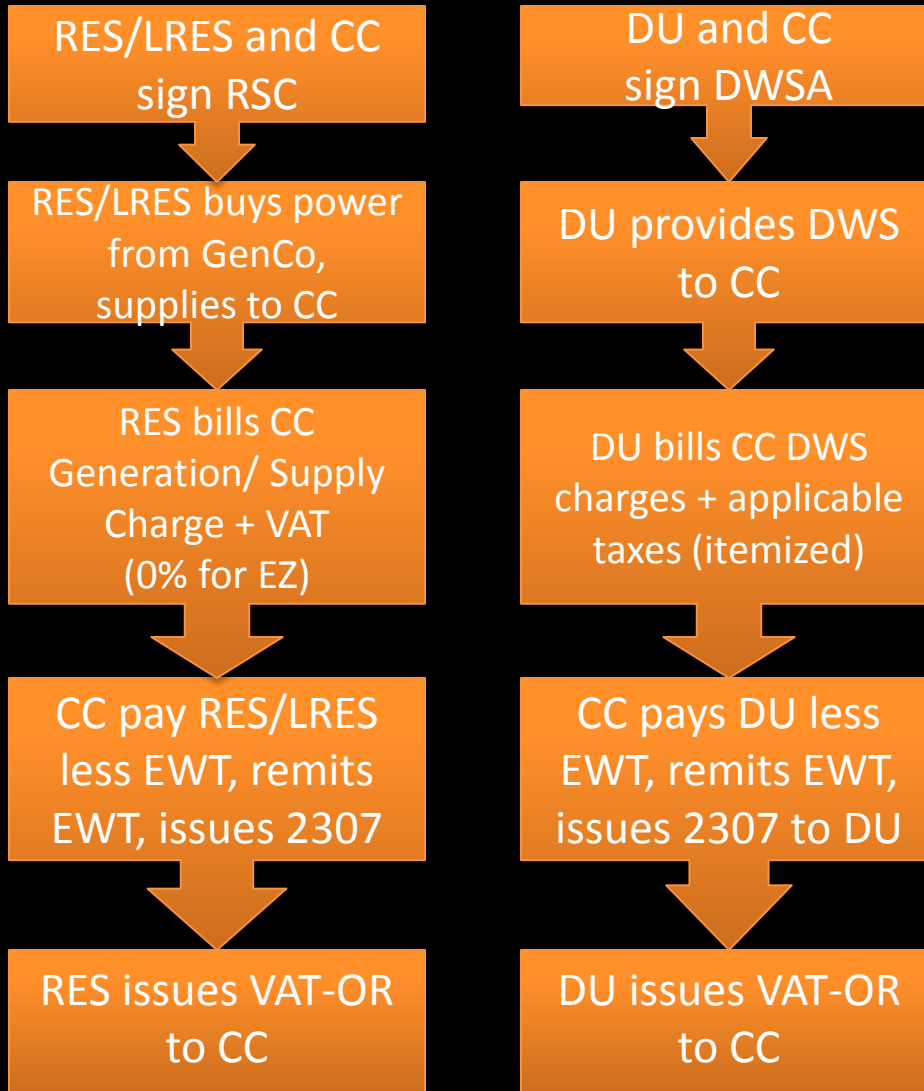 RES/LRES and CC
sign RSC
RES/LRES buys power
from GenCo,
supplies to CC
RES bills CC
Generation/ Supply
Charge + VAT
(0% for EZ)
CC pay RES/LRES
less EWT, remits
EWT, issues 2307
RES issues VAT-OR
to CC
DU and CC
sign DWSA
DU provides DWS
to CC
DU bills CC DWS
charges + applicable
taxes (itemized)
CC pays DU less
EWT, remits EWT,
issues 2307 to DU
DU issues VAT-OR
to CC